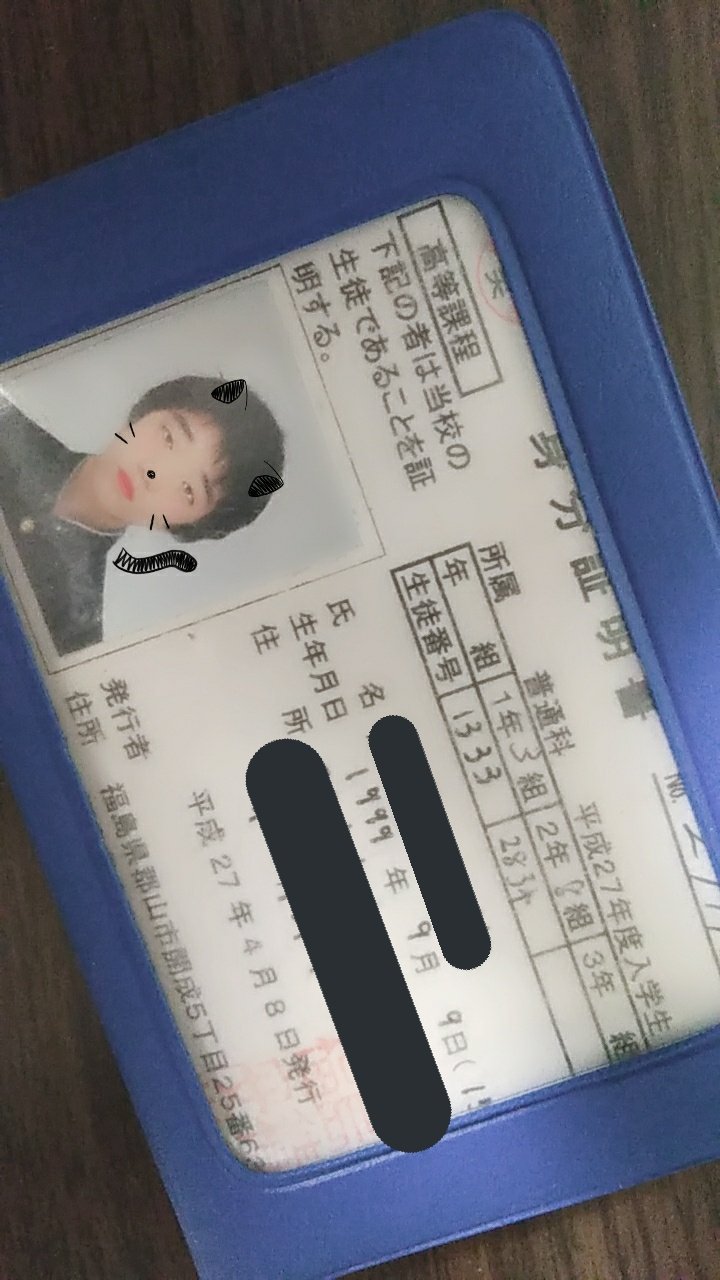 身分証明書
No.
高等課程
下記の者は当校の
生徒であることを証
明する。
平成27年度入学生
所属 普通科
年 組 1年3組 2年8組 3年 組
生徒番号 1333
氏 名
生年月日 1999年 9月 9日(
住 所
平成 27年 4月 8日発行
発行者
住所 福島県郡山市開成5丁目25番